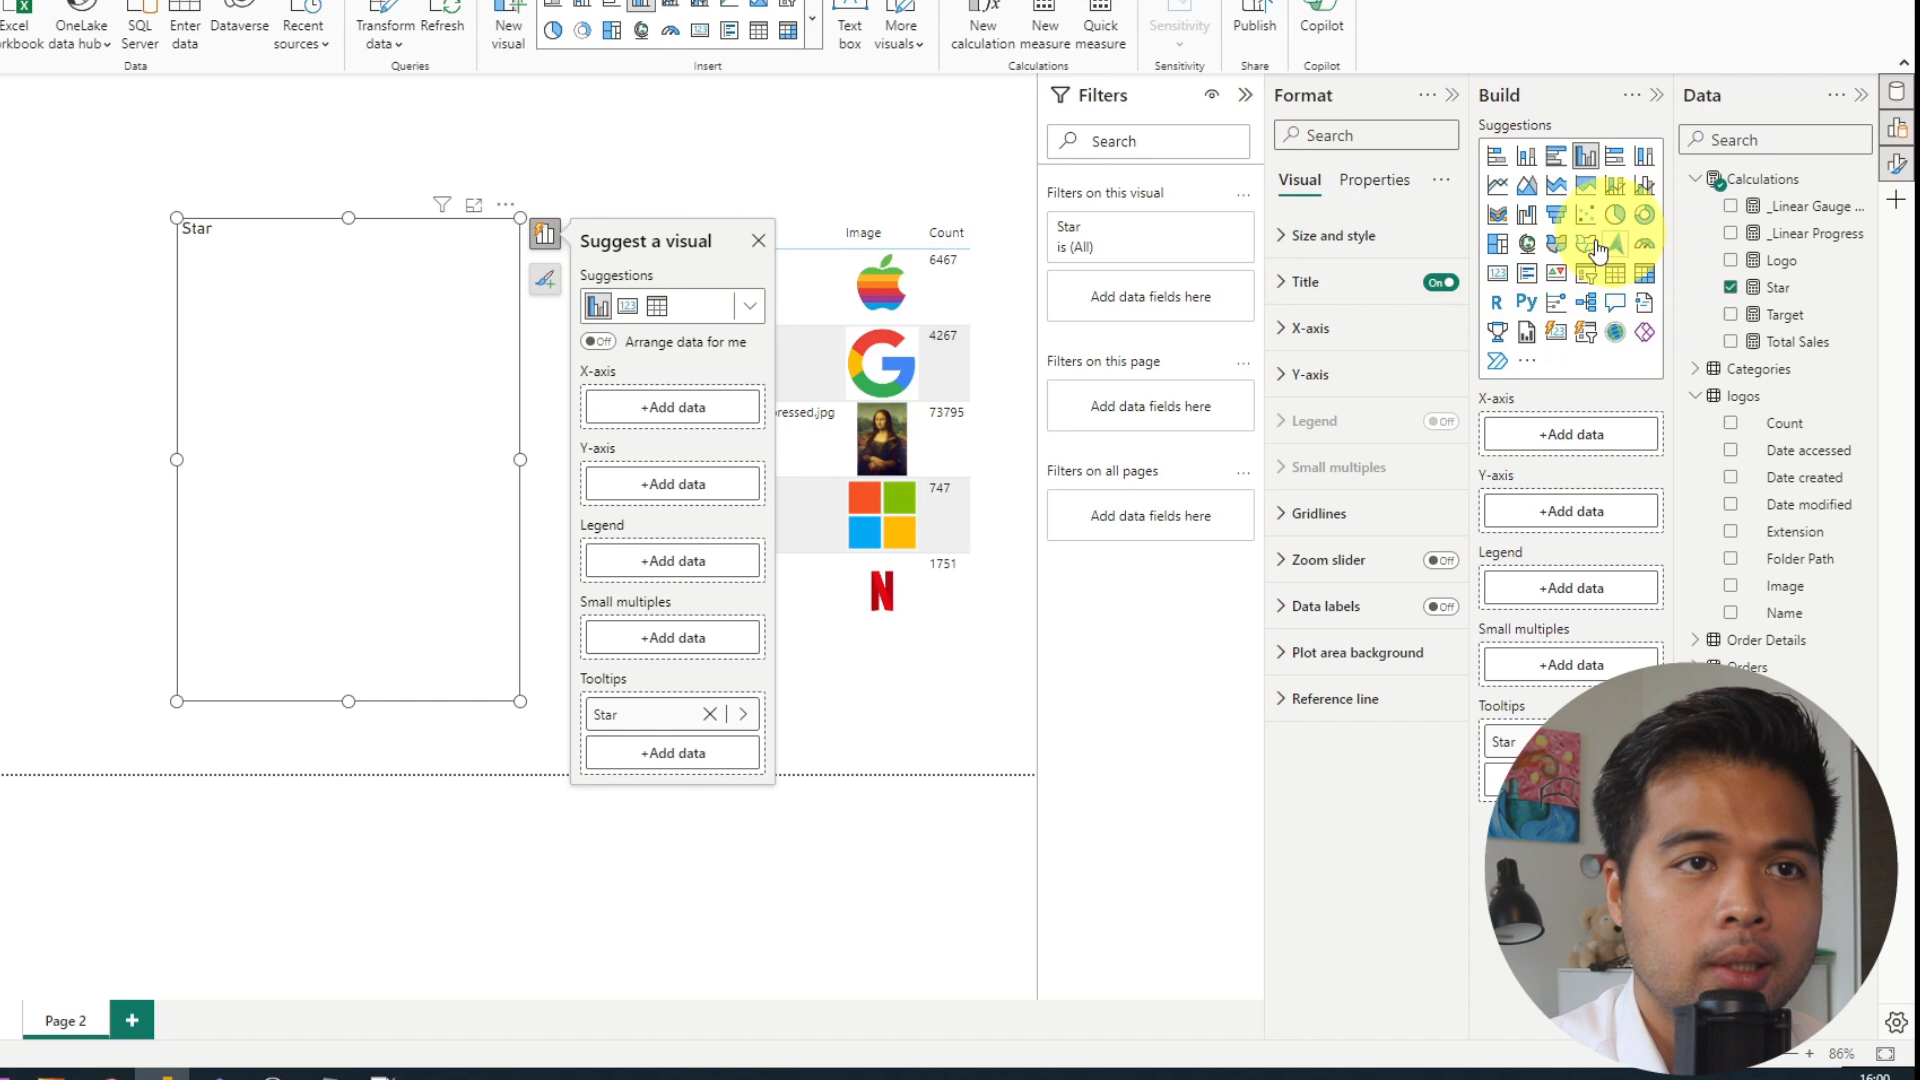 Excel
OneLake
SQL
Enter
Dataverse
Recent
Transform
Refresh
New
Text
More
New
New
Quick
Sensitivity
Publish
Copilot
data hub
Server
data
sources
data
visual
box
visuals
calculation
measure
measure
Data
Queries
Insert
Calculations
Sensitivity
Share
Copilot
Star
Suggest a visual
Suggestions
123
Off
Arrange data for me
X-axis
+Add data
Y-axis
+Add data
Legend
+Add data
Small multiples
+Add data
Tooltips
Star
+Add data
Image
Count
6467
4267
ressed.jpg
73795
747
1751
Filters
Search
Filters on this visual
Star
is (All)
Add data fields here
Filters on this page
Add data fields here
Filters on all pages
Add data fields here
Format
Search
Visual
Properties
Size and style
Title
On
X-axis
Y-axis
Legend
Off
Small multiples
Gridlines
Zoom slider
Off
Data labels
Off
Plot area background
Reference line
Build
Suggestions
123
R
Py
X-axis
+Add data
Y-axis
+Add data
Legend
+Add data
Small multiples
+Add data
Tooltips
Star
Data
Search
Calculations
_Linear Gauge ...
_Linear Progress
Logo
Star
Target
Total Sales
Categories
logos
Count
Date accessed
Date created
Date modified
Extension
Folder Path
Image
Name
Order Details
Orders
Page 2
86%
16:00